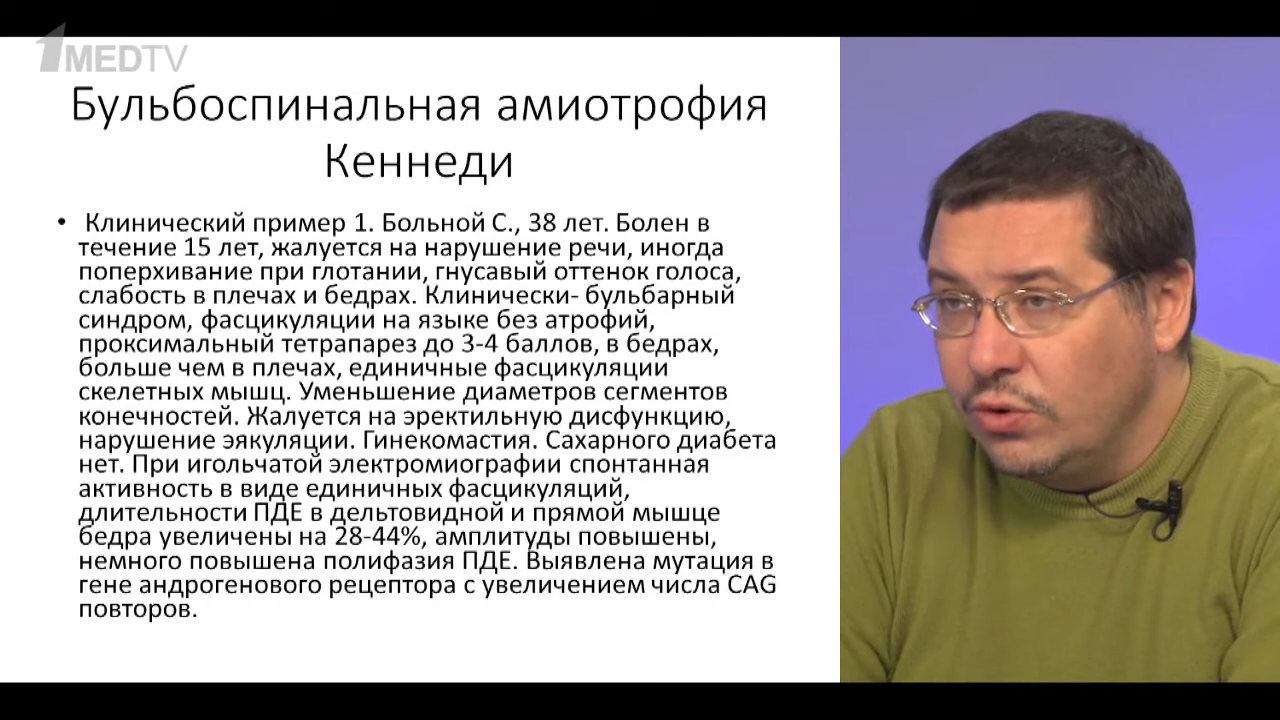 1MEDTV
Бульбоспинальная амиотрофия
Кеннеди
• Клинический пример 1. Больной С., 38 лет. Болен в
течение 15 лет, жалуется на нарушение речи, иногда
поперхивание при глотании, гнусавый оттенок голоса,
слабость в плечах и бедрах. Клинически- бульбарный
синдром, фасцикуляции на языке без атрофий,
проксимальный тетрапарез до 3-4 баллов, в бедрах,
больше чем в плечах, единичные фасцикуляции
скелетных мышц. Уменьшение диаметров сегментов
конечностей. Жалуется на эректильную дисфункцию,
нарушение эякуляции. Гинекомастия. Сахарного диабета
нет. При игольчатой электромиографии спонтанная
активность в виде единичных фасцикуляций,
длительности ПДЕ в дельтовидной и прямой мышце
бедра увеличены на 28-44%, амплитуды повышены,
немного повышена полифазия ПДЕ. Выявлена мутация в
гене андрогенового рецептора с увеличением числа CAG
повторов.